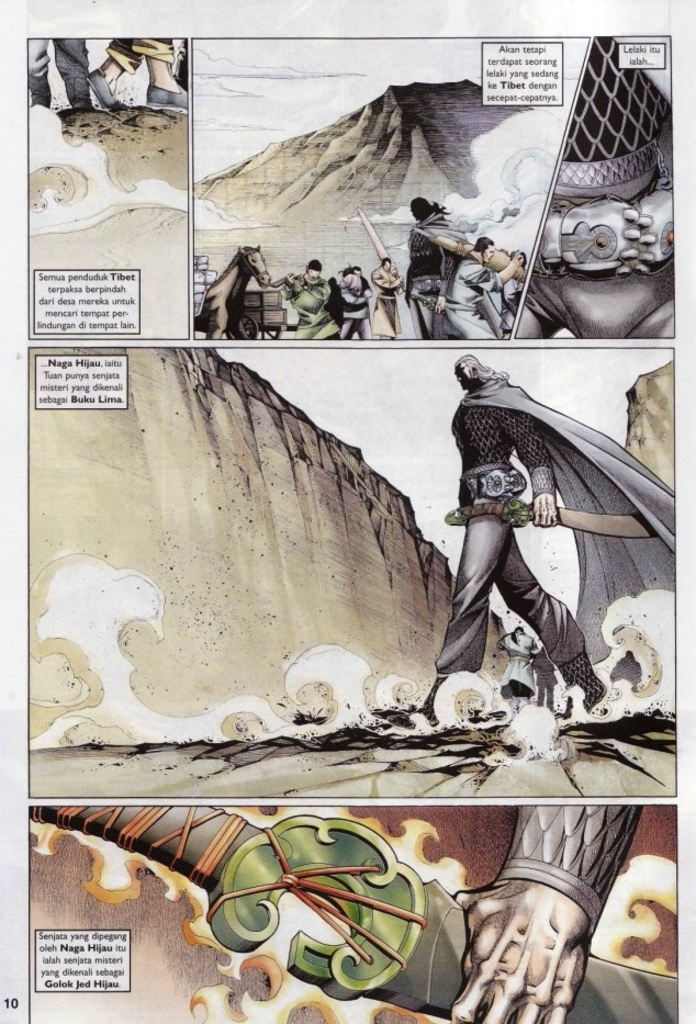 Semua penduduk Tibet
terpaksa berpindah
dari desa mereka untuk
mencari tempat per-
lindungan di tempat lain.
Akan tetapi
terdapat seorang
lelaki yang sedang
ke Tibet dengan
secepat-cepatnya.
Lelaki itu
ialah...
...Naga Hijau, iaitu
Tuan punya senjata
misteri yang dikenali
sebagai Buku Lima.
Senjata yang dipegang
oleh Naga Hijau itu
ialah senjata misteri
yang dikenali sebagai
Golok Jed Hijau.
10